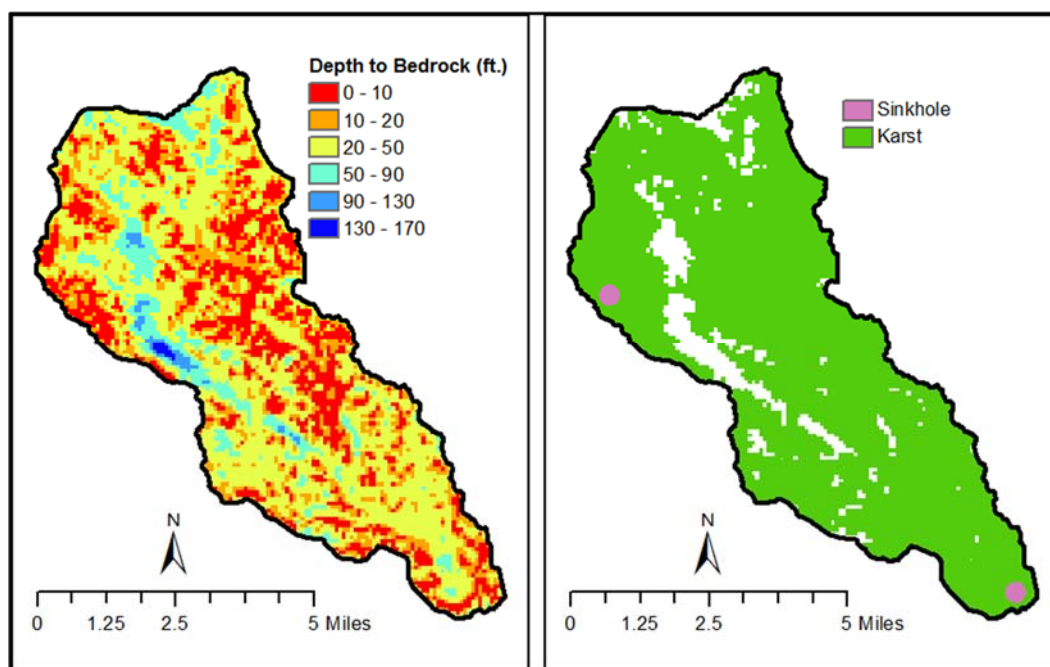 Depth to Bedrock (ft.)
0 - 10
10 - 20
20 - 50
50 - 90
90 - 130
130 - 170
N
0 1.25 2.5 5 Miles
Sinkhole
Karst
N
0 1.25 2.5 5 Miles